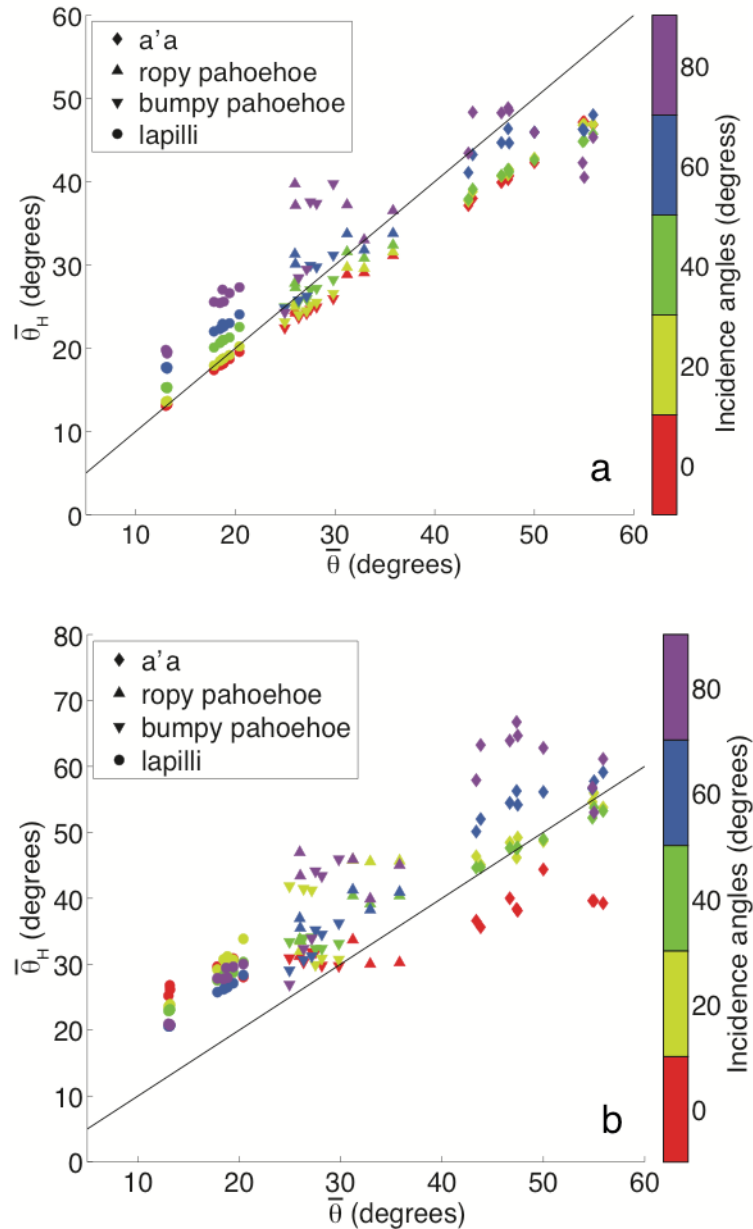 60
50
40
30
20
10
0
a'a
ropy pahoehoe
bumpy pahoehoe
lapilli
a
10 20 30 40 50 60
θ̅ (degrees)
θ̅H (degrees)
80
60
40
20
0
Incidence angles (degress)
80
70
60
50
40
30
20
10
0
a'a
ropy pahoehoe
bumpy pahoehoe
lapilli
b
10 20 30 40 50 60
θ̅ (degrees)
θ̅H (degrees)
80
60
40
20
0
Incidence angles (degrees)